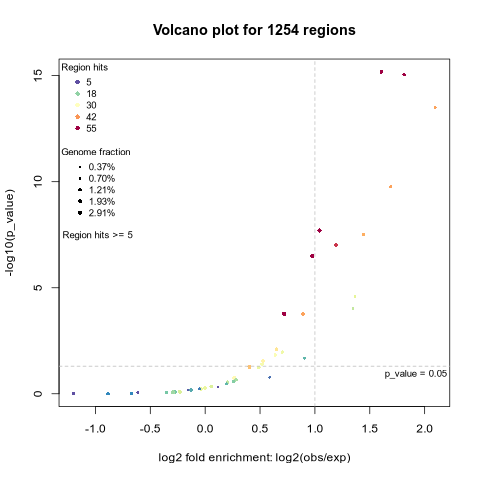 Volcano plot for 1254 regions
-log10(p_value)
15
10
5
0
Region hits
5
18
30
42
55
Genome fraction
0.37%
0.70%
1.21%
1.93%
2.91%
Region hits >= 5
p_value = 0.05
-1.0 -0.5 0.0 0.5 1.0 1.5 2.0
log2 fold enrichment: log2(obs/exp)